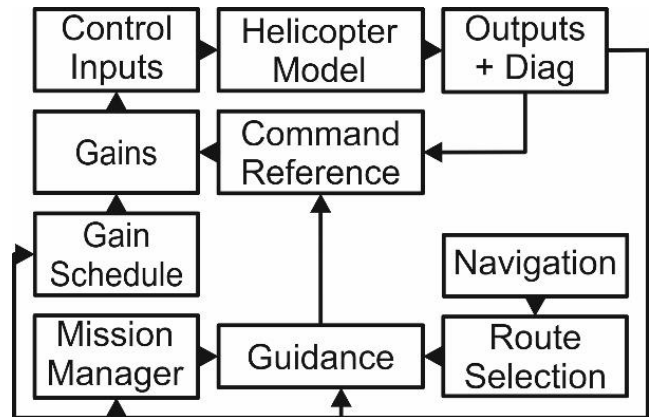 Control
Inputs
Helicopter
Model
Outputs
+ Diag
Gains
Command
Reference
Gain
Schedule
Navigation
Mission
Manager
Guidance
Route
Selection